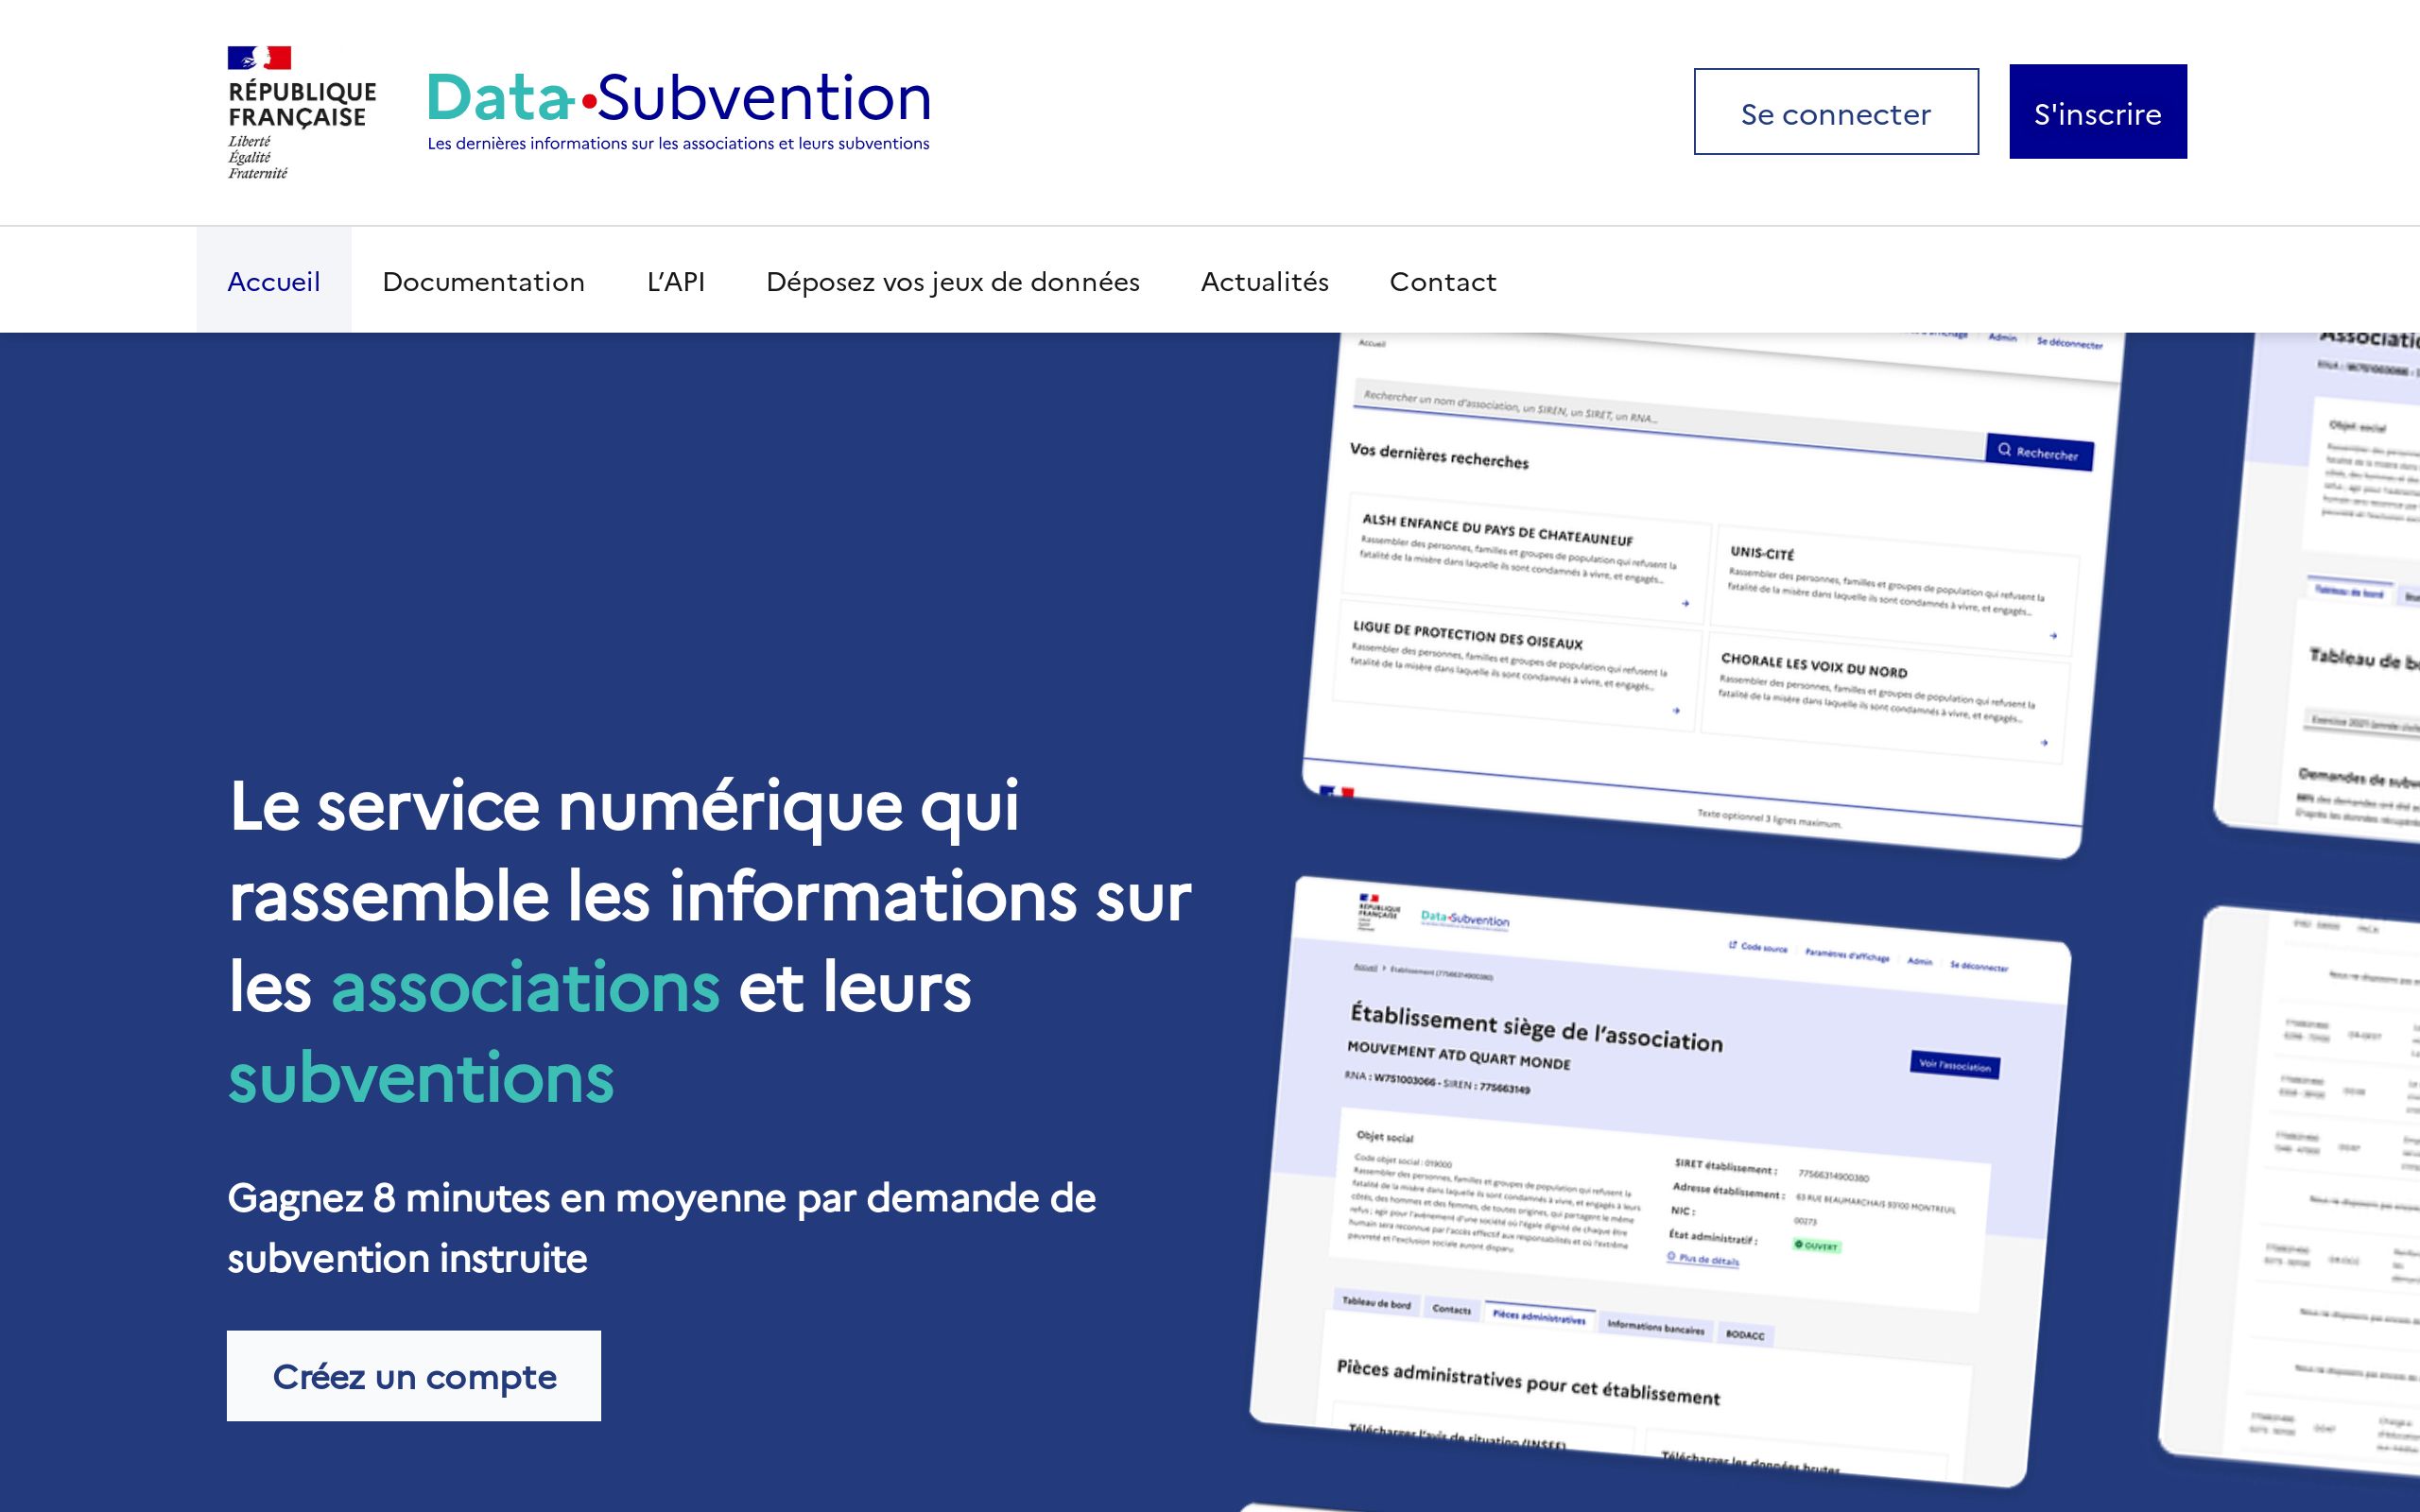 RÉPUBLIQUE
FRANÇAISE
Liberté
Égalité
Fraternité
Data•Subvention
Les dernières informations sur les associations et leurs subventions
Se connecter
S'inscrire
Accueil
Documentation
L’API
Déposez vos jeux de données
Actualités
Contact
Le service numérique qui
rassemble les informations sur
les associations et leurs
subventions
Gagnez 8 minutes en moyenne par demande de
subvention instruite
Créez un compte
Admin
Se déconnecter
Accueil
Rechercher un nom d'association, un SIREN, un SIRET, un RNA...
Rechercher
Vos dernières recherches
ALSH ENFANCE DU PAYS DE CHATEAUNEUF
Rassembler des personnes, familles et groupes de population qui refusent la
fatalité de la misère dans laquelle ils sont condamnés à vivre, et engagés...
UNIS-CITÉ
Rassembler des personnes, familles et groupes de population qui refusent la
fatalité de la misère dans laquelle ils sont condamnés à vivre, et engagés...
LIGUE DE PROTECTION DES OISEAUX
Rassembler des personnes, familles et groupes de population qui refusent la
fatalité de la misère dans laquelle ils sont condamnés à vivre, et engagés...
CHORALE LES VOIX DU NORD
Rassembler des personnes, familles et groupes de population qui refusent la
fatalité de la misère dans laquelle ils sont condamnés à vivre, et engagés...
Texte optionnel 3 lignes maximum.
RÉPUBLIQUE
FRANÇAISE
Data•Subvention
Code source
Paramètres d'affichage
Admin
Se déconnecter
Accueil > Établissement (77566314900380)
Établissement siège de l’association
MOUVEMENT ATD QUART MONDE
RNA : W751003066 - SIREN : 775663149
Voir l'association
Objet social
Code objet social : 019000
Rassembler des personnes, familles et groupes de population qui refusent la
fatalité de la misère dans laquelle ils sont condamnés à vivre, et engagés à leurs
côtés, des hommes et des femmes, de toutes origines, qui partagent le même
refus ; agir pour l'avènement d'une société où l'égale dignité de chaque être
humain sera reconnue par l'accès effectif aux responsabilités et où l'extrême
pauvreté et l'exclusion sociale auront disparu.
SIRET établissement : 77566314900380
Adresse établissement : 63 RUE BEAUMARCHAIS 93100 MONTREUIL
NIC : 00273
État administratif : OUVERT
Plus de détails
Tableau de bord
Contacts
Pièces administratives
Informations bancaires
BODACC
Pièces administratives pour cet établissement
Télécharger l'avis de situation (INSEE)
Télécharger les données brutes
Objet social
Tableau de bord
Tableau de
Demandes de